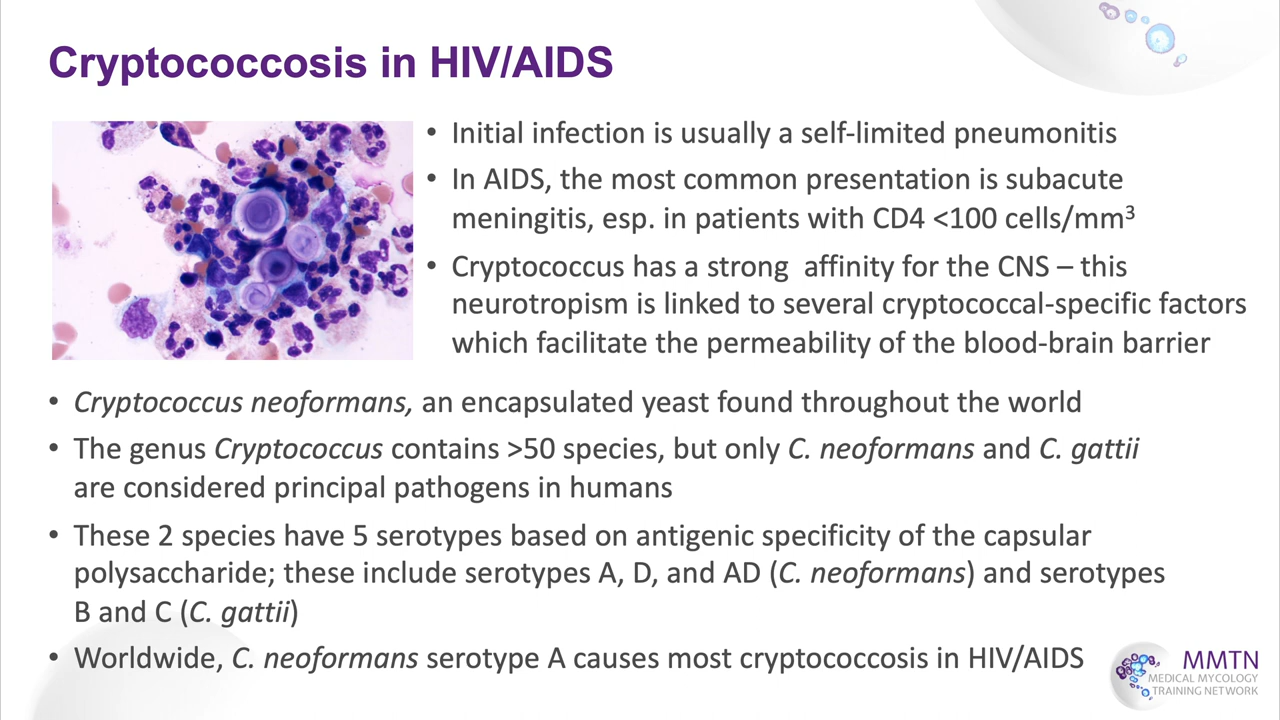 Cryptococcosis in HIV/AIDS
• Initial infection is usually a self-limited pneumonitis
• In AIDS, the most common presentation is subacute
meningitis, esp. in patients with CD4 <100 cells/mm³
• Cryptococcus has a strong  affinity for the CNS – this
neurotropism is linked to several cryptococcal-specific factors
which facilitate the permeability of the blood-brain barrier
• Cryptococcus neoformans, an encapsulated yeast found throughout the world
• The genus Cryptococcus contains >50 species, but only C. neoformans and C. gattii
are considered principal pathogens in humans
• These 2 species have 5 serotypes based on antigenic specificity of the capsular
polysaccharide; these include serotypes A, D, and AD (C. neoformans) and serotypes
B and C (C. gattii)
• Worldwide, C. neoformans serotype A causes most cryptococcosis in HIV/AIDS
MMTN
MEDICAL MYCOLOGY
TRAINING NETWORK